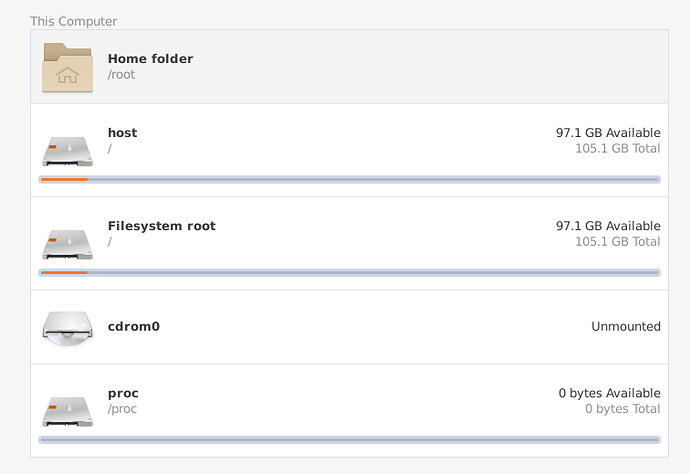 This Computer
Home folder
/root
host
97.1 GB Available
/
105.1 GB Total
Filesystem root
97.1 GB Available
/
105.1 GB Total
cdrom0
Unmounted
proc
0 bytes Available
/proc
0 bytes Total